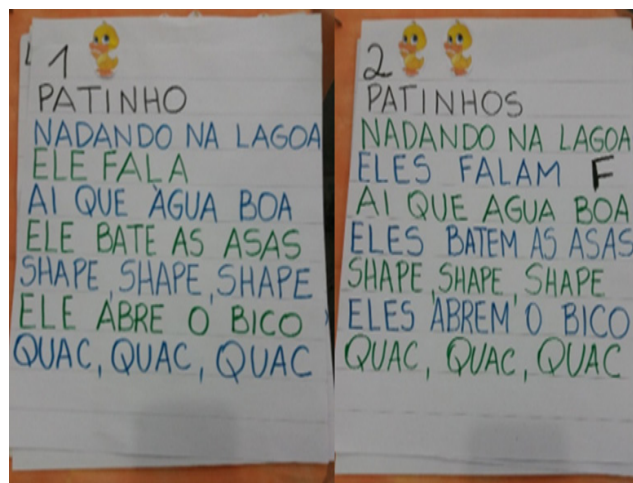 1
PATINHO
NADANDO NA LAGOA
ELE FALA
AI QUE ÀGUA BOA
ELE BATE AS ASAS
SHAPE, SHAPE, SHAPE
ELE ABRE O BICO
QUAC, QUAC, QUAC
2
PATINHOS
NADANDO NA LAGOA
ELES FALAM F
AI QUE AGUA BOA
ELES BATEM AS ASAS
SHAPE, SHAPE, SHAPE
ELES ABREM O BICO
QUAC, QUAC, QUAC